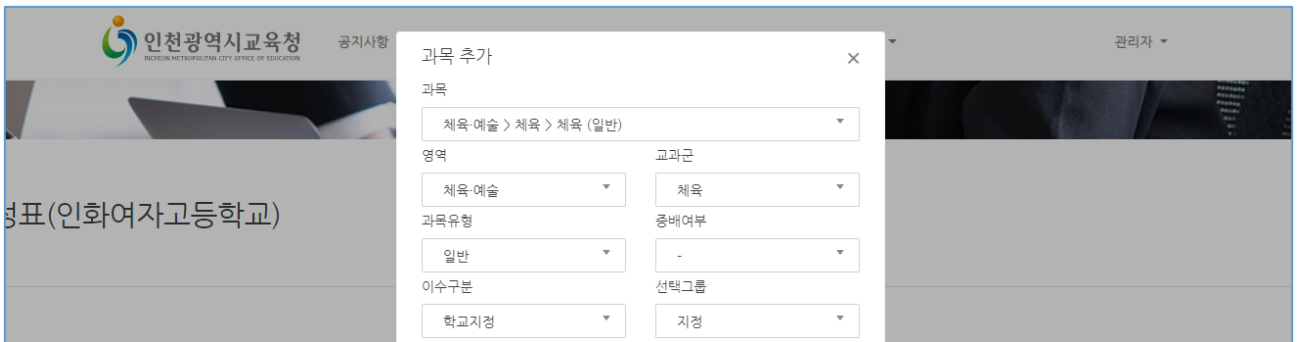 인천광역시교육청
INCHEON METROPOLITAN CITY OFFICE OF EDUCATION
공지사항
관리자
과목 추가
과목
체육·예술 > 체육 > 체육 (일반)
영역 교과군
체육·예술 체육
표(인화여자고등학교)
과목유형 중배여부
일반 -
이수구분 선택그룹
학교지정 지정